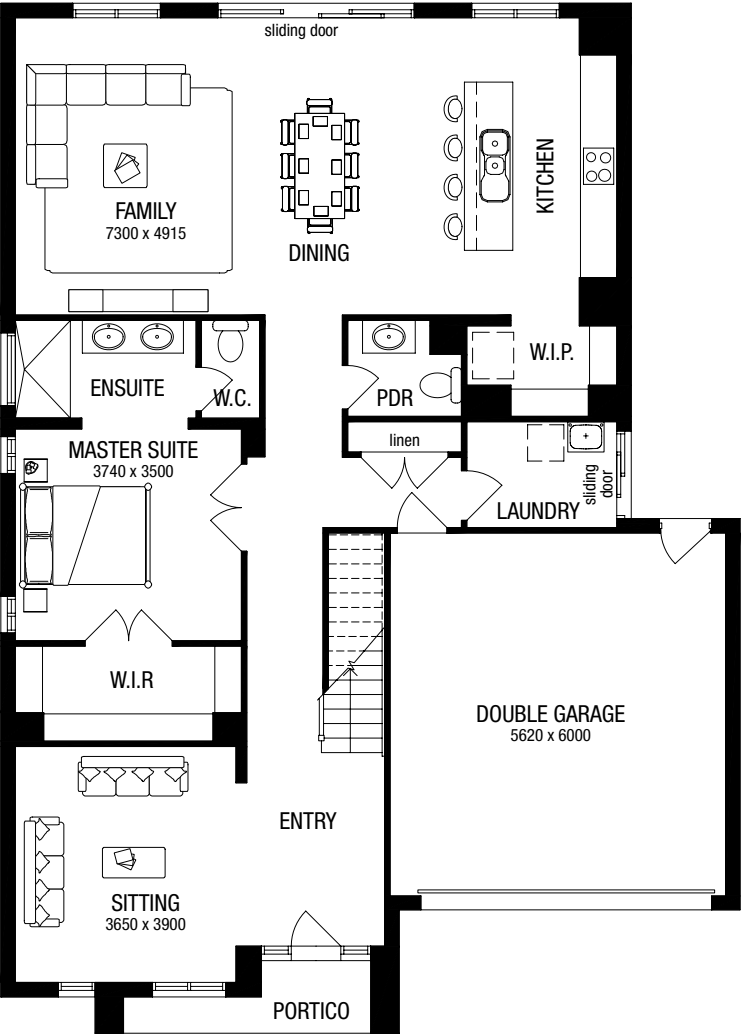 sliding door
KITCHEN
FAMILY
7300 x 4915
DINING
W.I.P.
ENSUITE
W.C.
PDR
MASTER SUITE
3740 x 3500
linen
sliding
door
LAUNDRY
W.I.R
DOUBLE GARAGE
5620 x 6000
ENTRY
SITTING
3650 x 3900
PORTICO